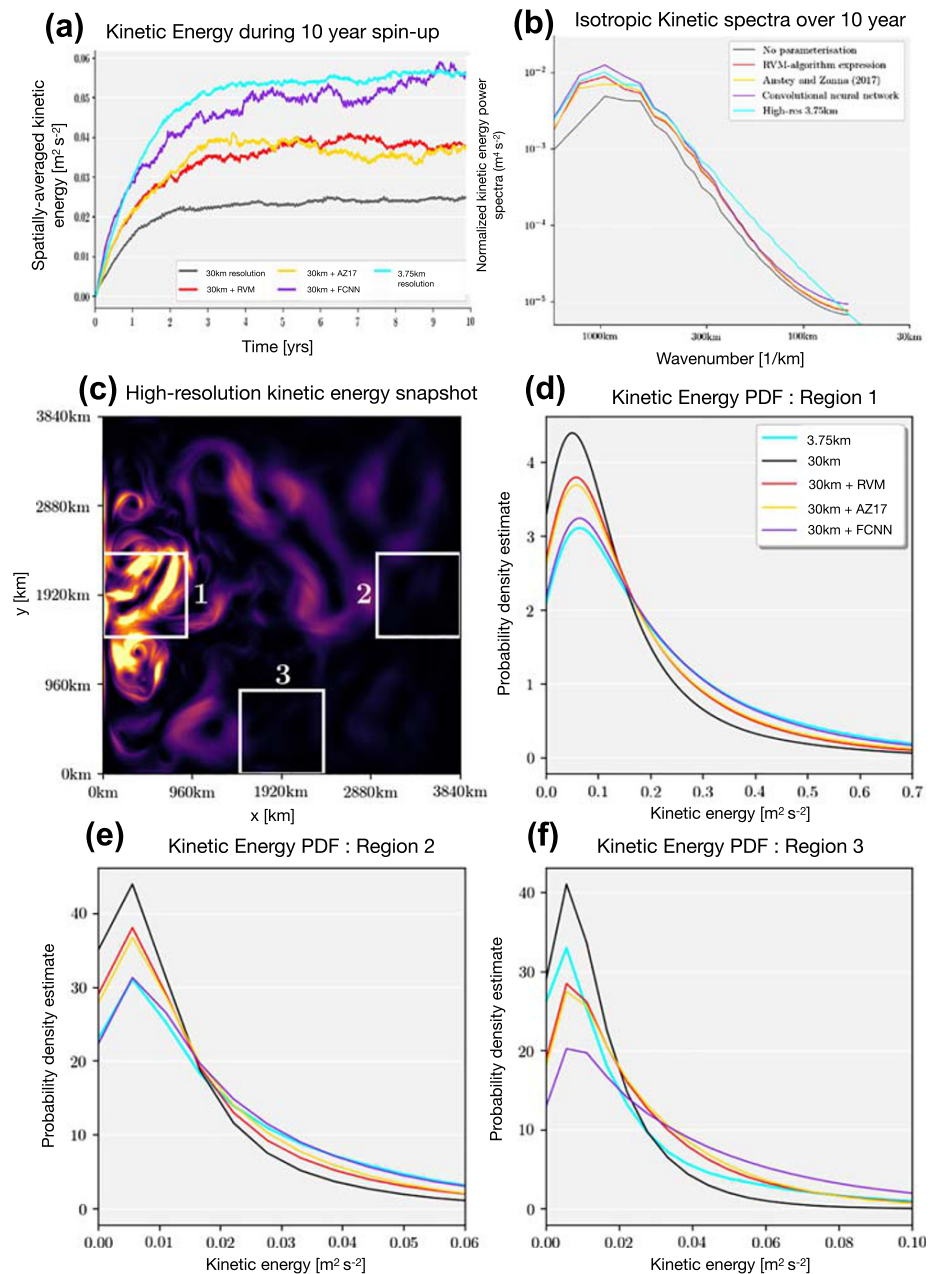 (a) Kinetic Energy during 10 year spin-up
Spatially-averaged kinetic
energy [m² s⁻²]
0.06
0.05
0.04
0.03
0.02
0.01
0.00
30km resolution
30km + RVM
30km + AZ17
30km + FCNN
3.75km
resolution
0 1 2 3 4 5 6 7 8 9 10
Time [yrs]
(b) Isotropic Kinetic spectra over 10 year
Normalized kinetic energy power
spectra (m⁴ s⁻²)
10⁻²
10⁻³
10⁻⁴
10⁻⁵
No parameterisation
RVM-algorithm expression
Anstey and Zanna (2017)
Convolutional neural network
High-res 3.75km
1000km 300km 100km 30km
Wavenumber [1/km]
(c) High-resolution kinetic energy snapshot
y [km]
3840km
2880km
1920km
960km
0km
1
2
3
0km 960km 1920km 2880km 3840km
x [km]
(d) Kinetic Energy PDF : Region 1
Probability density estimate
4
3
2
1
0
3.75km
30km
30km + RVM
30km + AZ17
30km + FCNN
0.0 0.1 0.2 0.3 0.4 0.5 0.6 0.7
Kinetic energy [m² s⁻²]
(e) Kinetic Energy PDF : Region 2
Probability density estimate
40
30
20
10
0
0.00 0.01 0.02 0.03 0.04 0.05 0.06
Kinetic energy [m² s⁻²]
(f) Kinetic Energy PDF : Region 3
Probability density estimate
40
30
20
10
0
0.00 0.02 0.04 0.06 0.08 0.10
Kinetic energy [m² s⁻²]